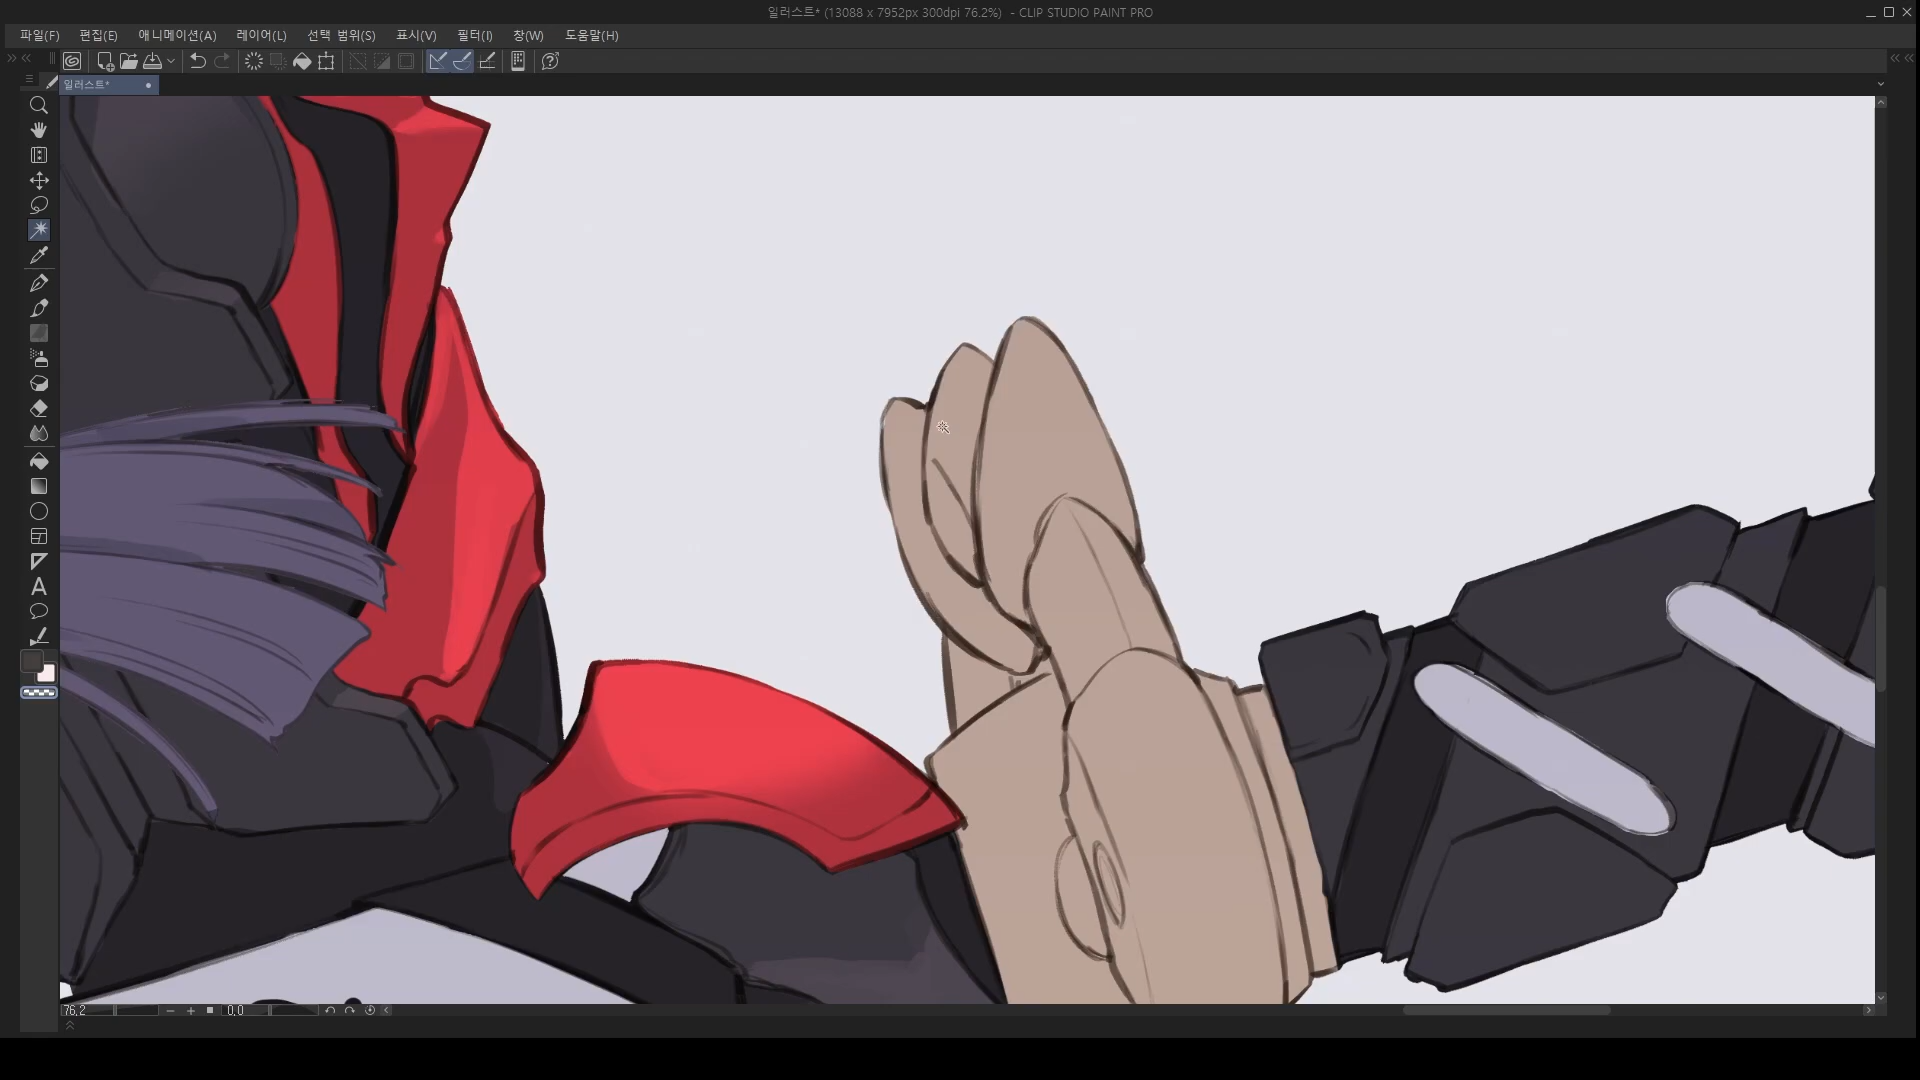 일러스트* (13088 x 7952px 300dpi 76.2%) - CLIP STUDIO PAINT PRO
파일(F) 편집(E) 애니메이션(A) 레이어(L) 선택 범위(S) 표시(V) 필터(I) 창(W) 도움말(H)
일러스트*
76.2 0.0